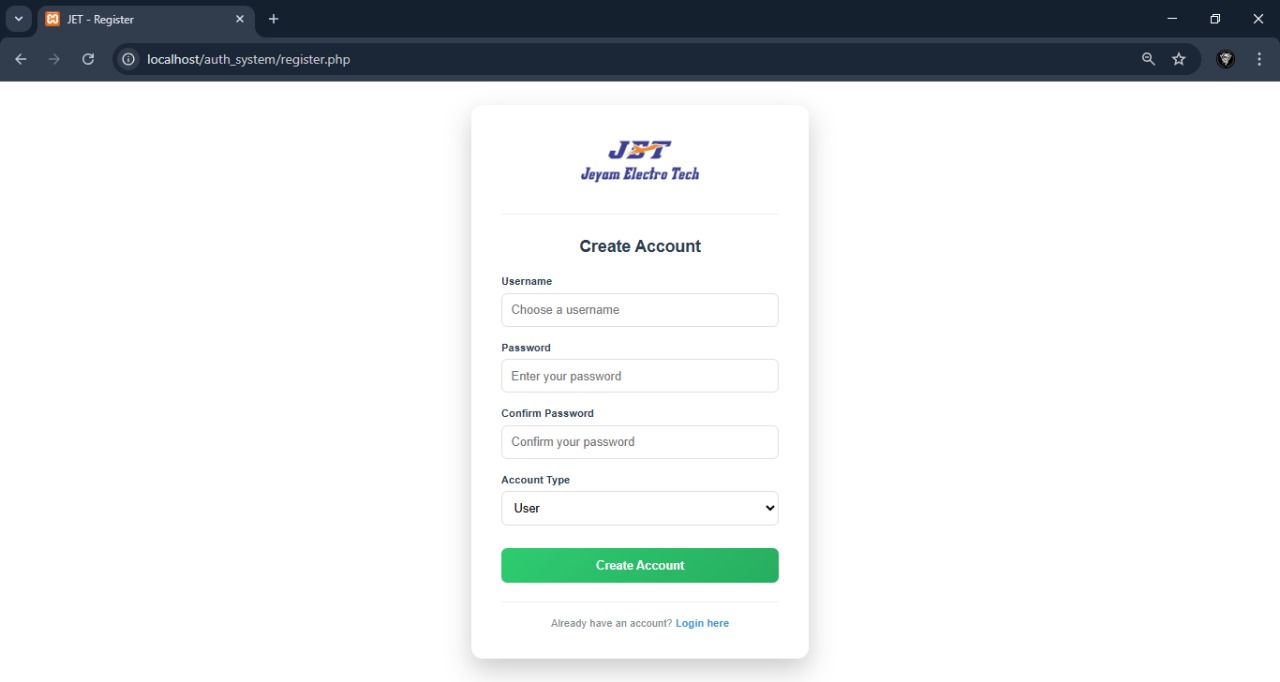 JET - Register
localhost/auth_system/register.php
JET
Jeyam Electro Tech
Create Account
Username
Choose a username
Password
Enter your password
Confirm Password
Confirm your password
Account Type
User
Create Account
Already have an account? Login here